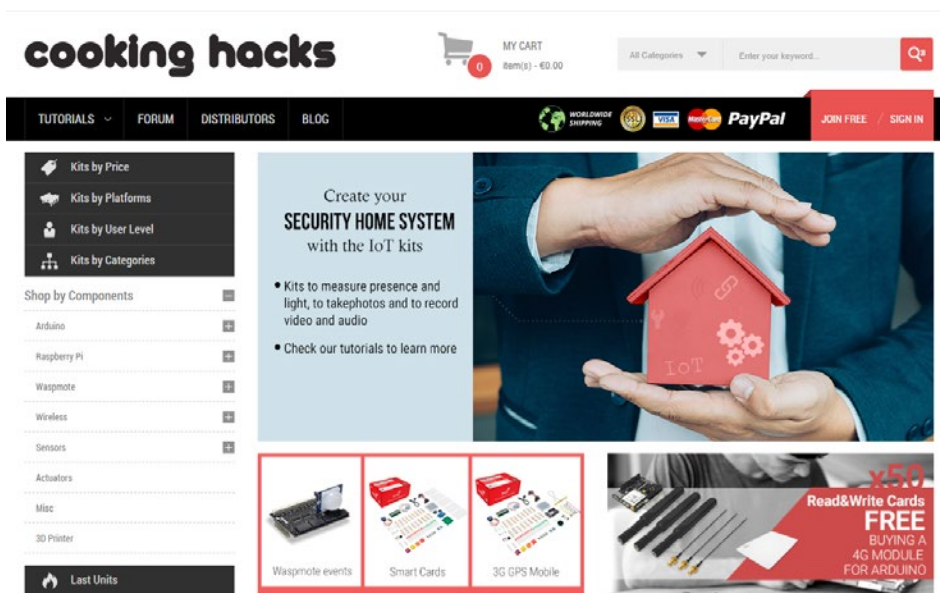 cooking hacks
MY CART
0
item(s) - €0.00
All Categories
Enter your keyword...
TUTORIALS
FORUM
DISTRIBUTORS
BLOG
WORLDWIDE
SHIPPING
VISA
MasterCard
PayPal
JOIN FREE / SIGN IN
Kits by Price
Kits by Platforms
Kits by User Level
Kits by Categories
Shop by Components
Arduino
Raspberry Pi
Waspmote
Wireless
Sensors
Actuators
Misc
3D Printer
Last Units
Create your
SECURITY HOME SYSTEM
with the IoT kits
• Kits to measure presence and
light, to takephotos and to record
video and audio
• Check our tutorials to learn more
IoT
Waspmote events
Smart Cards
3G GPS Mobile
x50
Read&Write Cards
FREE
BUYING A
4G MODULE
FOR ARDUINO